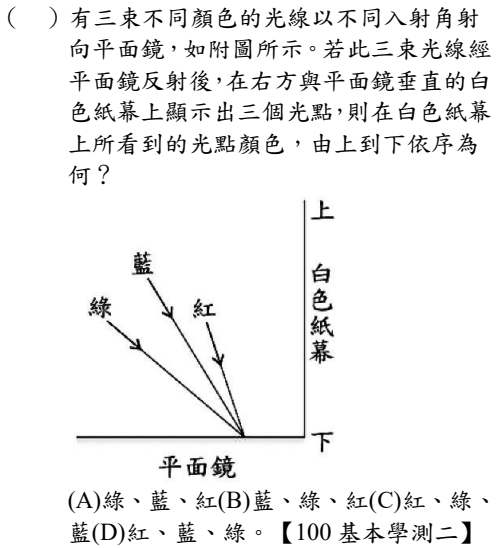 (　)有三束不同顏色的光線以不同入射角射
向平面鏡，如附圖所示。若此三束光線經
平面鏡反射後，在右方與平面鏡垂直的白
色紙幕上顯示出三個光點，則在白色紙幕
上所看到的光點顏色，由上到下依序為
何？
上
藍
綠
紅
白色紙幕
下
平面鏡
(A)綠、藍、紅(B)藍、綠、紅(C)紅、綠、
藍(D)紅、藍、綠。【100 基本學測二】